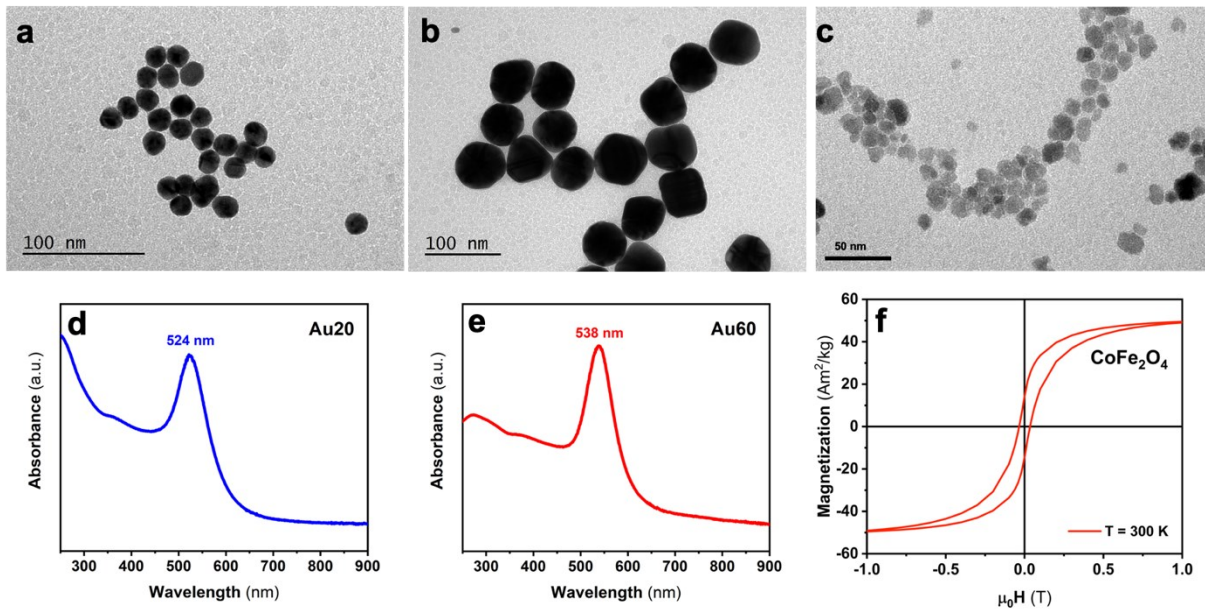 a
100 nm
b
100 nm
c
50 nm
d
Au20
524 nm
Absorbance (a.u.)
300 400 500 600 700 800 900
Wavelength (nm)
e
Au60
538 nm
Absorbance (a.u.)
300 400 500 600 700 800 900
Wavelength (nm)
f
60
40
20
0
-20
-40
-60
Magnetization (Am²/kg)
CoFe₂O₄
T = 300 K
-1.0 -0.5 0.0 0.5 1.0
μ₀H (T)